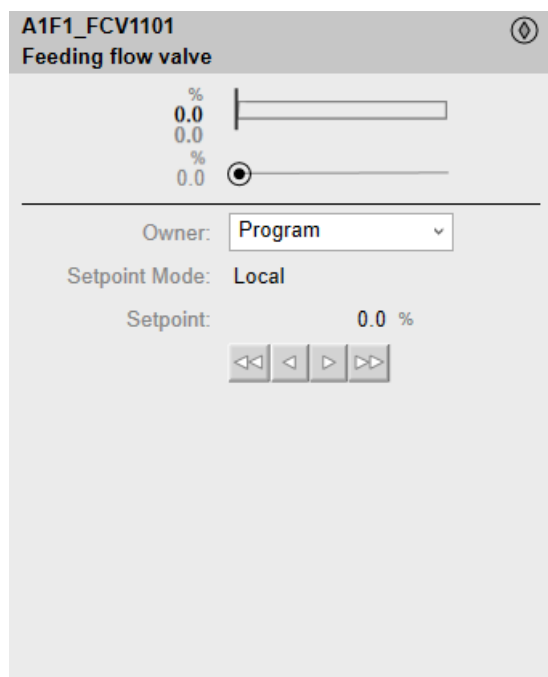 A1F1_FCV1101
Feeding flow valve
%
0.0
0.0
%
0.0
Owner: Program
Setpoint Mode: Local
Setpoint: 0.0 %